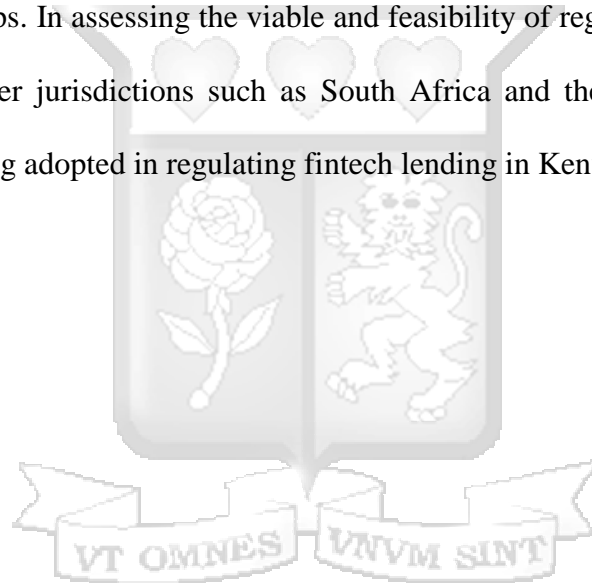 os. In assessing the viable and feasibility of reg
er jurisdictions such as South Africa and the
g adopted in regulating fintech lending in Ken
VT OMNES VNVM SINT